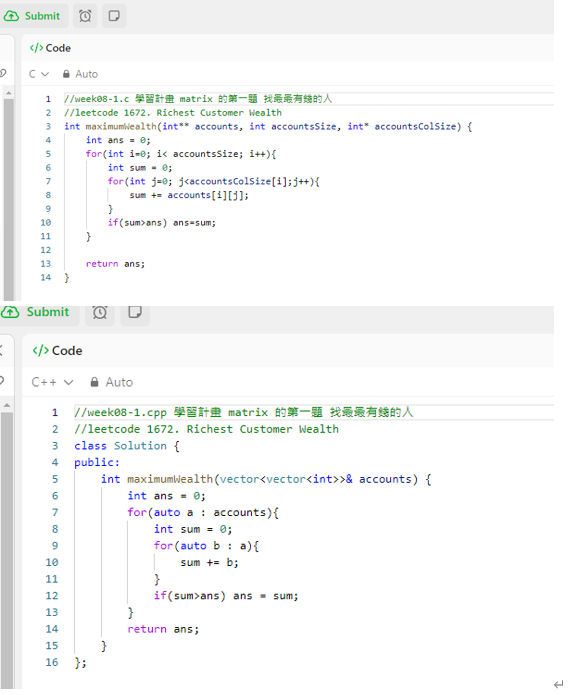 Submit
</> Code
C Auto
1 //week08-1.c 學習計畫 matrix 的第一題 找最最有錢的人
2 //leetcode 1672. Richest Customer Wealth
3 int maximumWealth(int** accounts, int accountsSize, int* accountsColSize) {
4 int ans = 0;
5 for(int i=0; i< accountsSize; i++){
6 int sum = 0;
7 for(int j=0; j<accountsColSize[i];j++){
8 sum += accounts[i][j];
9 }
10 if(sum>ans) ans=sum;
11 }
12
13 return ans;
14 }
Submit
</> Code
C++ Auto
1 //week08-1.cpp 學習計畫 matrix 的第一題 找最最有錢的人
2 //leetcode 1672. Richest Customer Wealth
3 class Solution {
4 public:
5 int maximumWealth(vector<vector<int>>& accounts) {
6 int ans = 0;
7 for(auto a : accounts){
8 int sum = 0;
9 for(auto b : a){
10 sum += b;
11 }
12 if(sum>ans) ans = sum;
13 }
14 return ans;
15 }
16 };